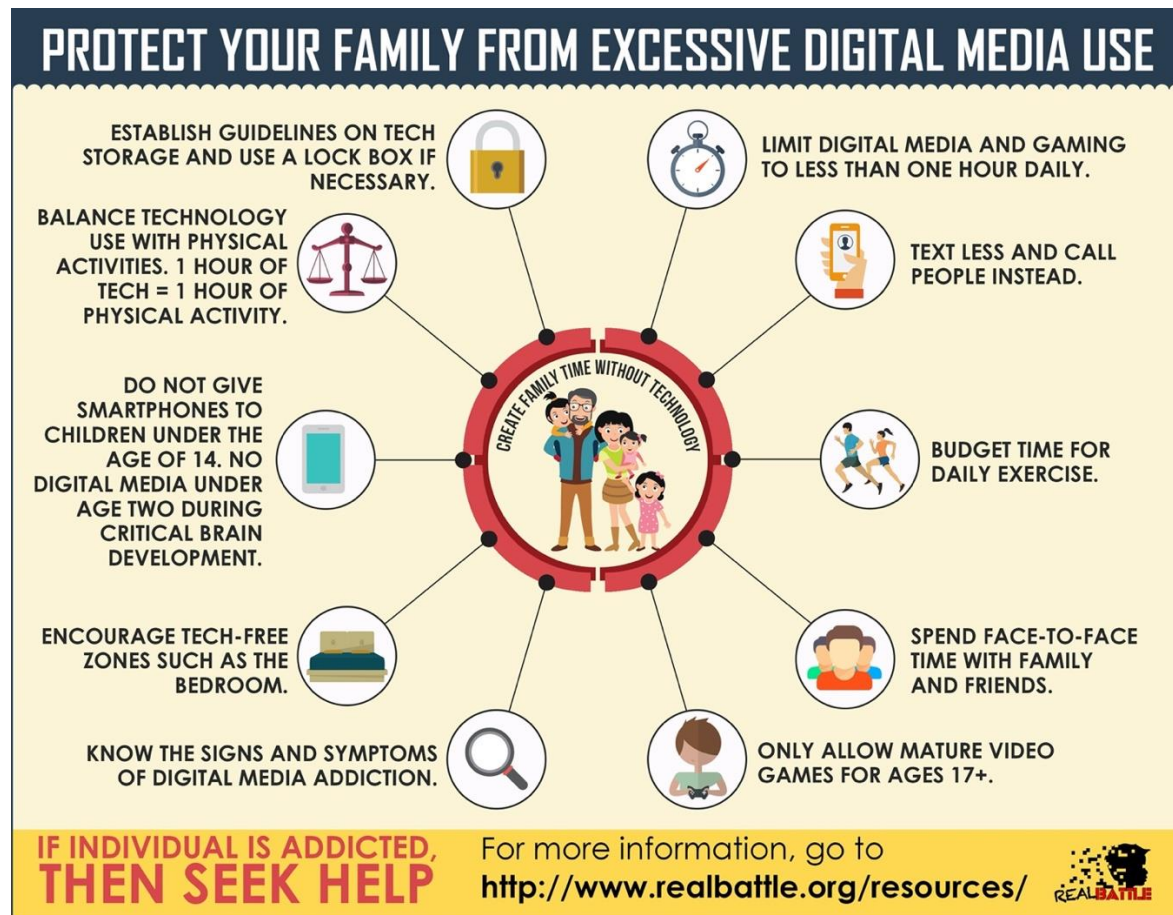 PROTECT YOUR FAMILY FROM EXCESSIVE DIGITAL MEDIA USE
ESTABLISH GUIDELINES ON TECH
STORAGE AND USE A LOCK BOX IF
NECESSARY.
BALANCE TECHNOLOGY
USE WITH PHYSICAL
ACTIVITIES. 1 HOUR OF
TECH = 1 HOUR OF
PHYSICAL ACTIVITY.
DO NOT GIVE
SMARTPHONES TO
CHILDREN UNDER THE
AGE OF 14. NO
DIGITAL MEDIA UNDER
AGE TWO DURING
CRITICAL BRAIN
DEVELOPMENT.
ENCOURAGE TECH-FREE
ZONES SUCH AS THE
BEDROOM.
KNOW THE SIGNS AND SYMPTOMS
OF DIGITAL MEDIA ADDICTION.
CREATE FAMILY TIME WITHOUT TECHNOLOGY
LIMIT DIGITAL MEDIA AND GAMING
TO LESS THAN ONE HOUR DAILY.
TEXT LESS AND CALL
PEOPLE INSTEAD.
BUDGET TIME FOR
DAILY EXERCISE.
SPEND FACE-TO-FACE
TIME WITH FAMILY
AND FRIENDS.
ONLY ALLOW MATURE VIDEO
GAMES FOR AGES 17+.
IF INDIVIDUAL IS ADDICTED,
THEN SEEK HELP
For more information, go to
http://www.realbattle.org/resources/
REALBATTLE